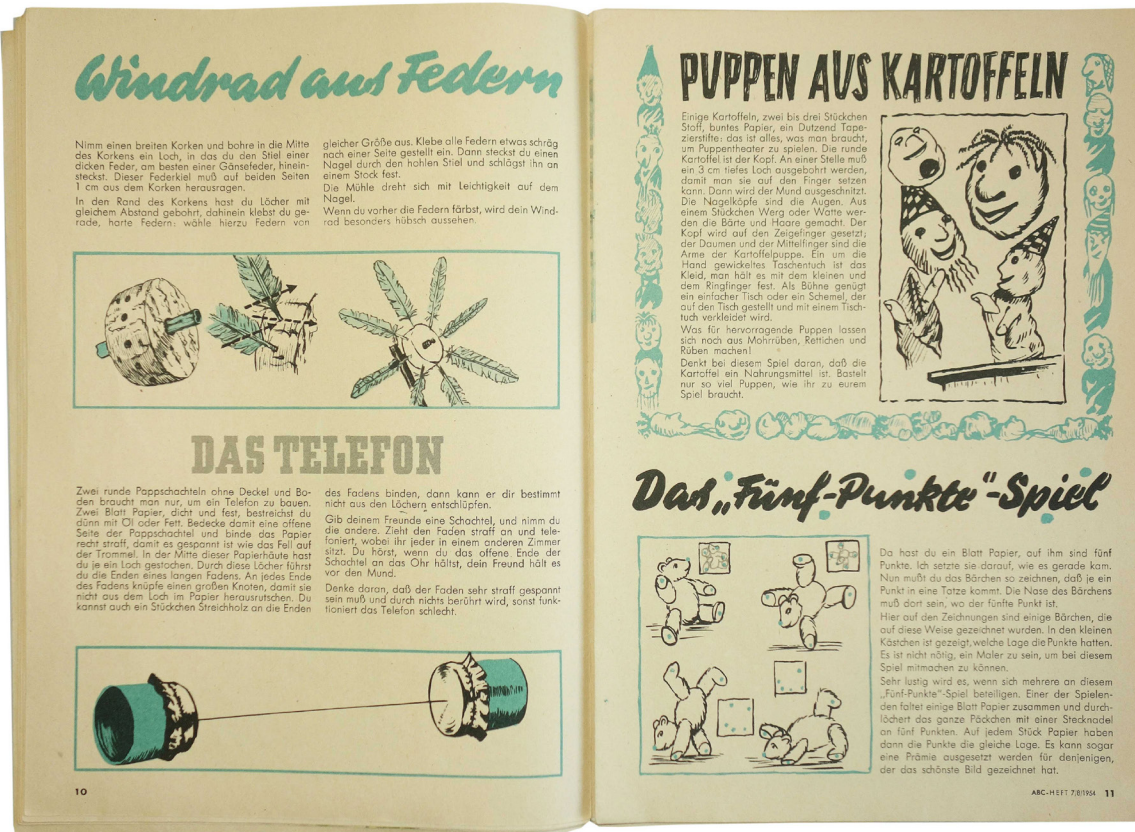 Windrad aus Federn
Nimm einen breiten Korken und bohre in die Mitte
des Korkens ein Loch, in das du den Stiel einer
dicken Feder, am besten einer Gänsefeder, hinein-
steckst. Dieser Federkiel muß auf beiden Seiten
1 cm aus dem Korken herausragen.
In den Rand des Korkens hast du Löcher mit
gleichem Abstand gebohrt, dahinein klebst du ge-
rade, harte Federn: wähle hierzu Federn von
gleicher Größe aus. Klebe alle Federn etwas schräg
nach einer Seite gestellt ein. Dann steckst du einen
Nagel durch den hohlen Stiel und schlägst ihn an
einem Stock fest.
Die Mühle dreht sich mit Leichtigkeit auf dem
Nagel.
Wenn du vorher die Federn färbst, wird dein Wind-
rad besonders hübsch aussehen.
DAS TELEFON
Zwei runde Pappschachteln ohne Deckel und Bo-
den braucht man nur, um ein Telefon zu bauen.
Zwei Blatt Papier, dicht und fest, bestreichst du
dünn mit Öl oder Fett. Bedecke damit eine offene
Seite der Pappschachtel und binde das Papier
recht straff, damit es gespannt ist wie das Fell auf
der Trommel. In der Mitte dieser Papierhäute hast
du je ein Loch gestochen. Durch diese Löcher führst
du die Enden eines langen Fadens. An jedes Ende
des Fadens knüpfe einen großen Knoten, damit sie
nicht aus dem Loch im Papier herausrutschen. Du
kannst auch ein Stückchen Streichholz an die Enden
des Fadens binden, dann kann er dir bestimmt
nicht aus den Löchern entschlüpfen.
Gib deinem Freunde eine Schachtel, und nimm du
die andere. Zieht den Faden straff an und tele-
foniert, wobei ihr jeder in einem anderen Zimmer
sitzt. Du hörst, wenn du das offene Ende der
Schachtel an das Ohr hältst, dein Freund hält es
vor den Mund.
Denke daran, daß der Faden sehr straff gespannt
sein muß und durch nichts berührt wird, sonst funk-
tioniert das Telefon schlecht.
10
PUPPEN AUS KARTOFFELN
Einige Kartoffeln, zwei bis drei Stückchen
Stoff, buntes Papier, ein Dutzend Tape-
zierstifte: das ist alles, was man braucht,
um Puppentheater zu spielen. Die runde
Kartoffel ist der Kopf. An einer Stelle muß
ein 3 cm tiefes Loch ausgebohrt werden,
damit man sie auf den Finger setzen
kann. Dann wird der Mund ausgeschnitzt.
Die Nagelköpfe sind die Augen. Aus
einem Stückchen Werg oder Watte wer-
den die Bärte und Haare gemacht. Der
Kopf wird auf den Zeigefinger gesetzt;
der Daumen und der Mittelfinger sind die
Arme der Kartoffelpuppe. Ein um die
Hand gewickeltes Taschentuch ist das
Kleid, man hält es mit dem kleinen und
dem Ringfinger fest. Als Bühne genügt
ein einfacher Tisch oder ein Schemel, der
auf den Tisch gestellt und mit einem Tisch-
tuch verkleidet wird.
Was für hervorragende Puppen lassen
sich noch aus Mohrrüben, Rettichen und
Rüben machen!
Denkt bei diesem Spiel daran, daß die
Kartoffel ein Nahrungsmittel ist. Bastelt
nur so viel Puppen, wie ihr zu eurem
Spiel braucht.
Das „Fünf-Punkte"-Spiel
Da hast du ein Blatt Papier, auf ihm sind fünf
Punkte. Ich setzte sie darauf, wie es gerade kam.
Nun mußt du das Bärchen so zeichnen, daß je ein
Punkt in eine Tatze kommt. Die Nase des Bärchens
muß dort sein, wo der fünfte Punkt ist.
Hier auf den Zeichnungen sind einige Bärchen, die
auf diese Weise gezeichnet wurden. In den kleinen
Kästchen ist gezeigt, welche Lage die Punkte hatten.
Es ist nicht nötig, ein Maler zu sein, um bei diesem
Spiel mitmachen zu können.
Sehr lustig wird es, wenn sich mehrere an diesem
„Fünf-Punkte"-Spiel beteiligen. Einer der Spielen-
den faltet einige Blatt Papier zusammen und durch-
löchert das ganze Päckchen mit einer Stecknadel
an fünf Punkten. Auf jedem Stück Papier haben
dann die Punkte die gleiche Lage. Es kann sogar
eine Prämie ausgesetzt werden für denjenigen,
der das schönste Bild gezeichnet hat.
ABC-HEFT 7/8/1954 11